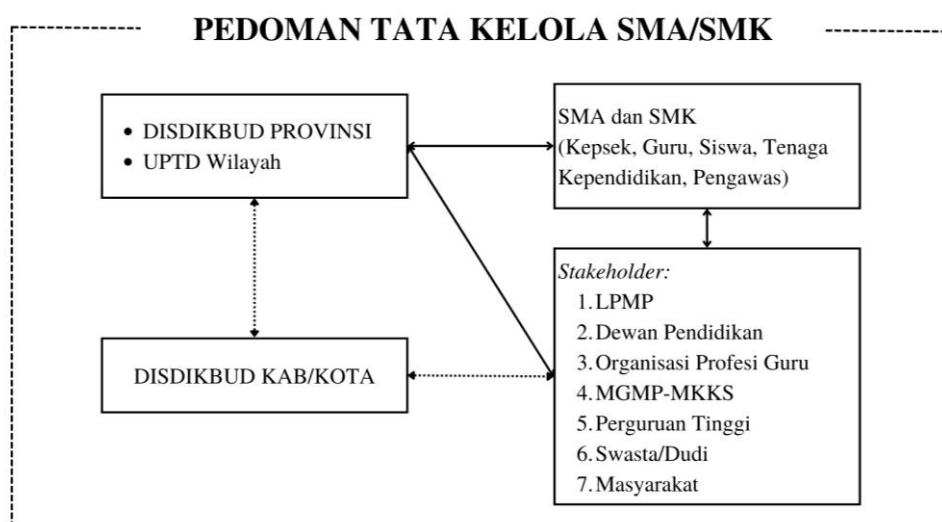 PEDOMAN TATA KELOLA SMA/SMK
• DISDIKBUD PROVINSI
• UPTD Wilayah
SMA dan SMK
(Kepsek, Guru, Siswa, Tenaga
Kependidikan, Pengawas)
DISDIKBUD KAB/KOTA
Stakeholder:
1. LPMP
2. Dewan Pendidikan
3. Organisasi Profesi Guru
4. MGMP-MKKS
5. Perguruan Tinggi
6. Swasta/Dudi
7. Masyarakat